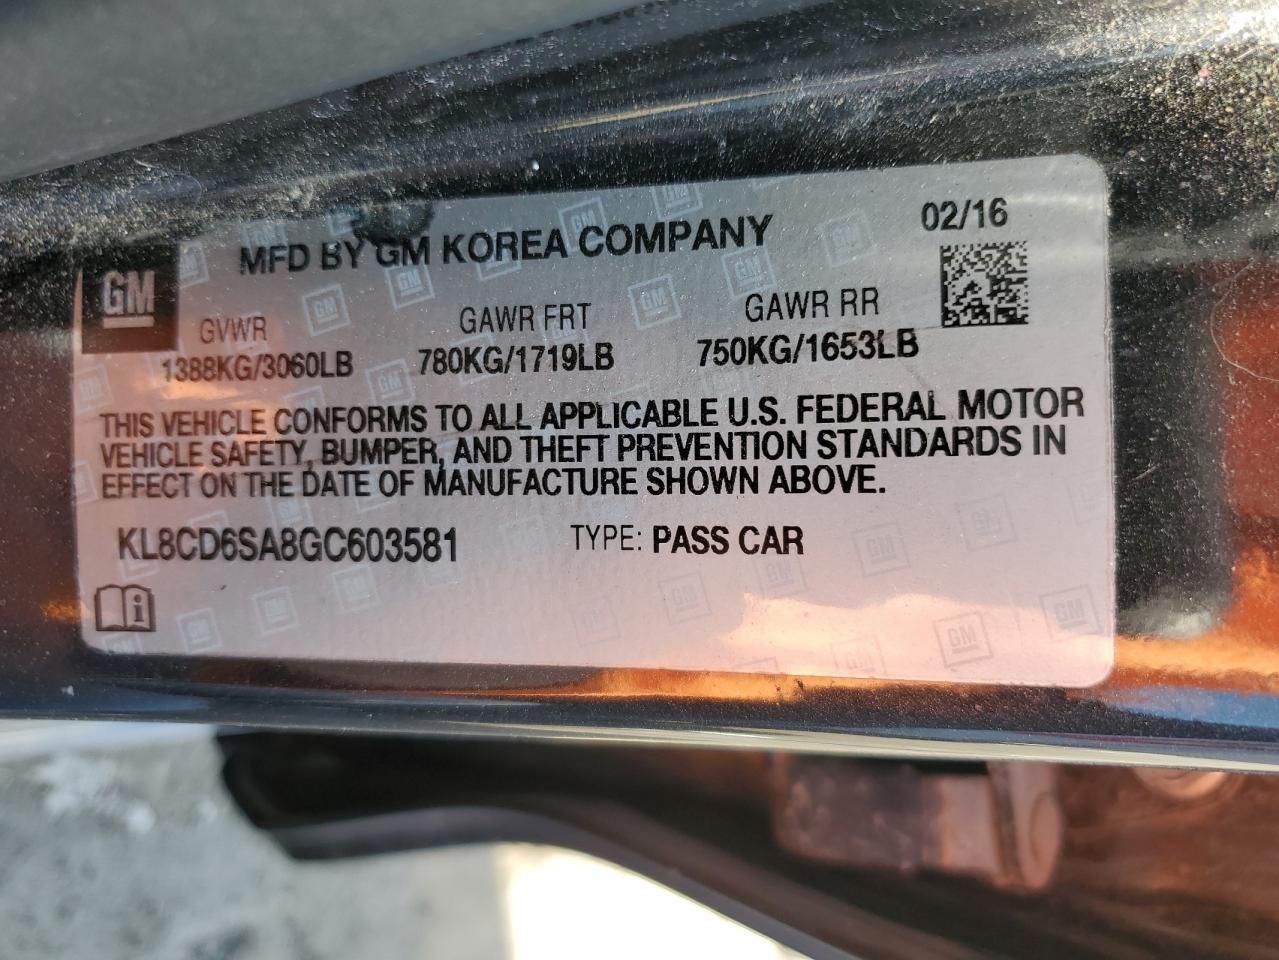 MFD BY GM KOREA COMPANY 02/16
GM
GVWR GAWR FRT GAWR RR
1388KG/3060LB 780KG/1719LB 750KG/1653LB
THIS VEHICLE CONFORMS TO ALL APPLICABLE U.S. FEDERAL MOTOR
VEHICLE SAFETY, BUMPER, AND THEFT PREVENTION STANDARDS IN
EFFECT ON THE DATE OF MANUFACTURE SHOWN ABOVE.
KL8CD6SA8GC603581 TYPE: PASS CAR